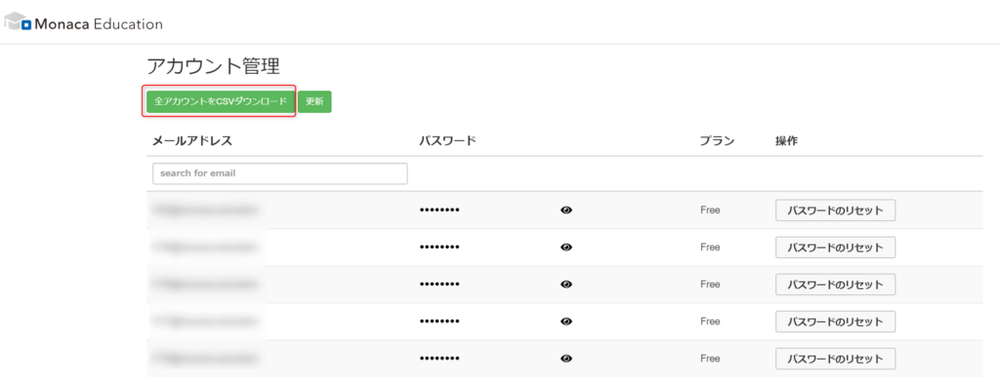 Monaca Education
アカウント管理
全アカウントをCSVダウンロード 更新
メールアドレス パスワード プラン 操作
search for email
•••••••• Free パスワードのリセット
•••••••• Free パスワードのリセット
•••••••• Free パスワードのリセット
•••••••• Free パスワードのリセット
•••••••• Free パスワードのリセット